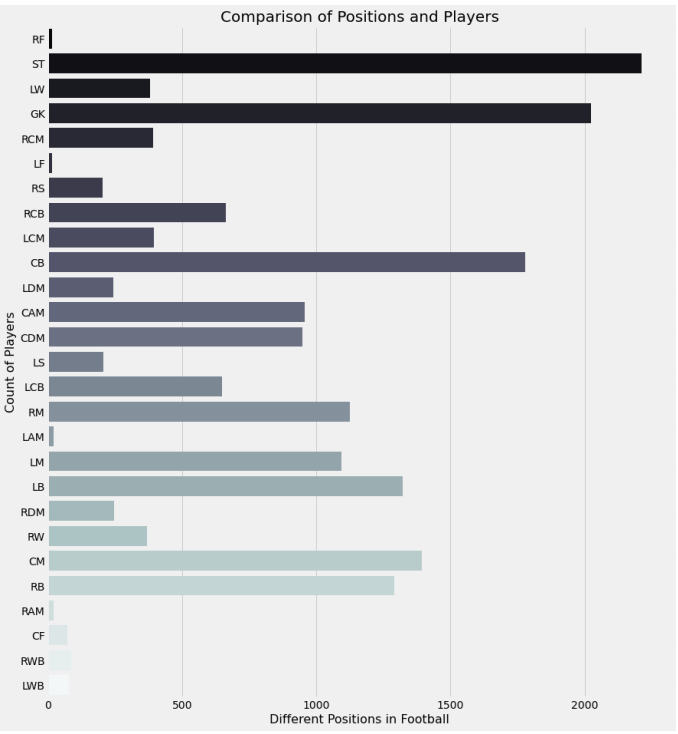 Comparison of Positions and Players
RF
ST
LW
GK
RCM
LF
RS
RCB
LCM
CB
LDM
CAM
CDM
LS
LCB
RM
LAM
LM
LB
RDM
RW
CM
RB
RAM
CF
RWB
LWB
Count of Players
0 500 1000 1500 2000
Different Positions in Football